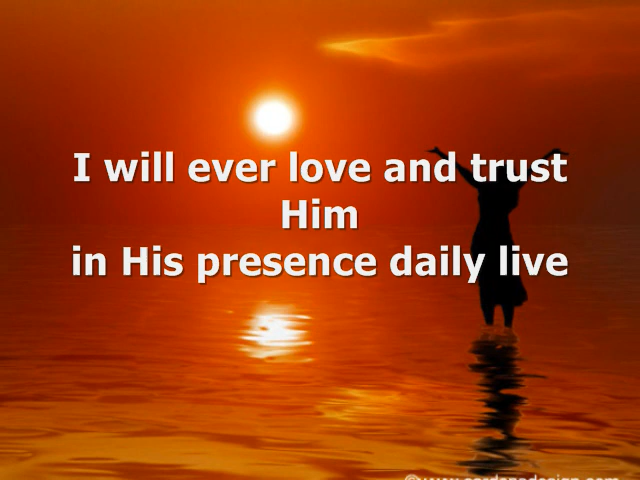 I will ever love and trust
Him
in His presence daily live